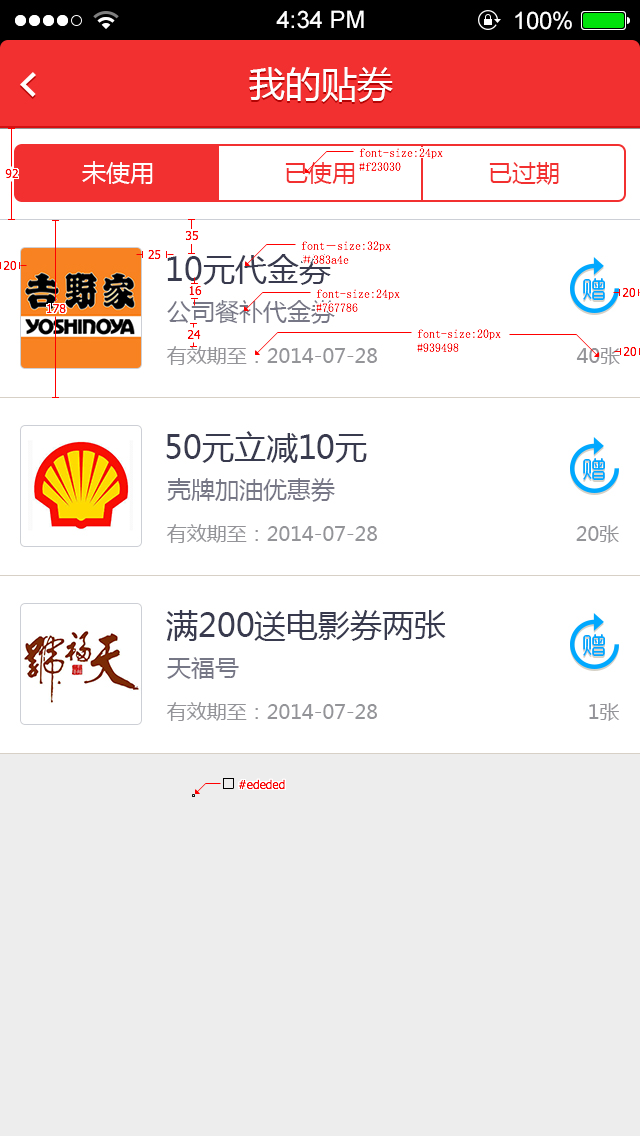 4:34 PM 100%
我的贴券
未使用 已使用 已过期
font-size:24px
#f23030
92
35
20
25
178
16
24
吉野家
YOSHINOYA
10元代金券
font-size:32px
#383a4e
公司餐补代金券
font-size:24px
#767786
有效期至：2014-07-28
font-size:20px
#939498
40张
赠
20
20
50元立减10元
壳牌加油优惠券
有效期至：2014-07-28
20张
赠
天福號
满200送电影券两张
天福号
有效期至：2014-07-28
1张
赠
#ededed